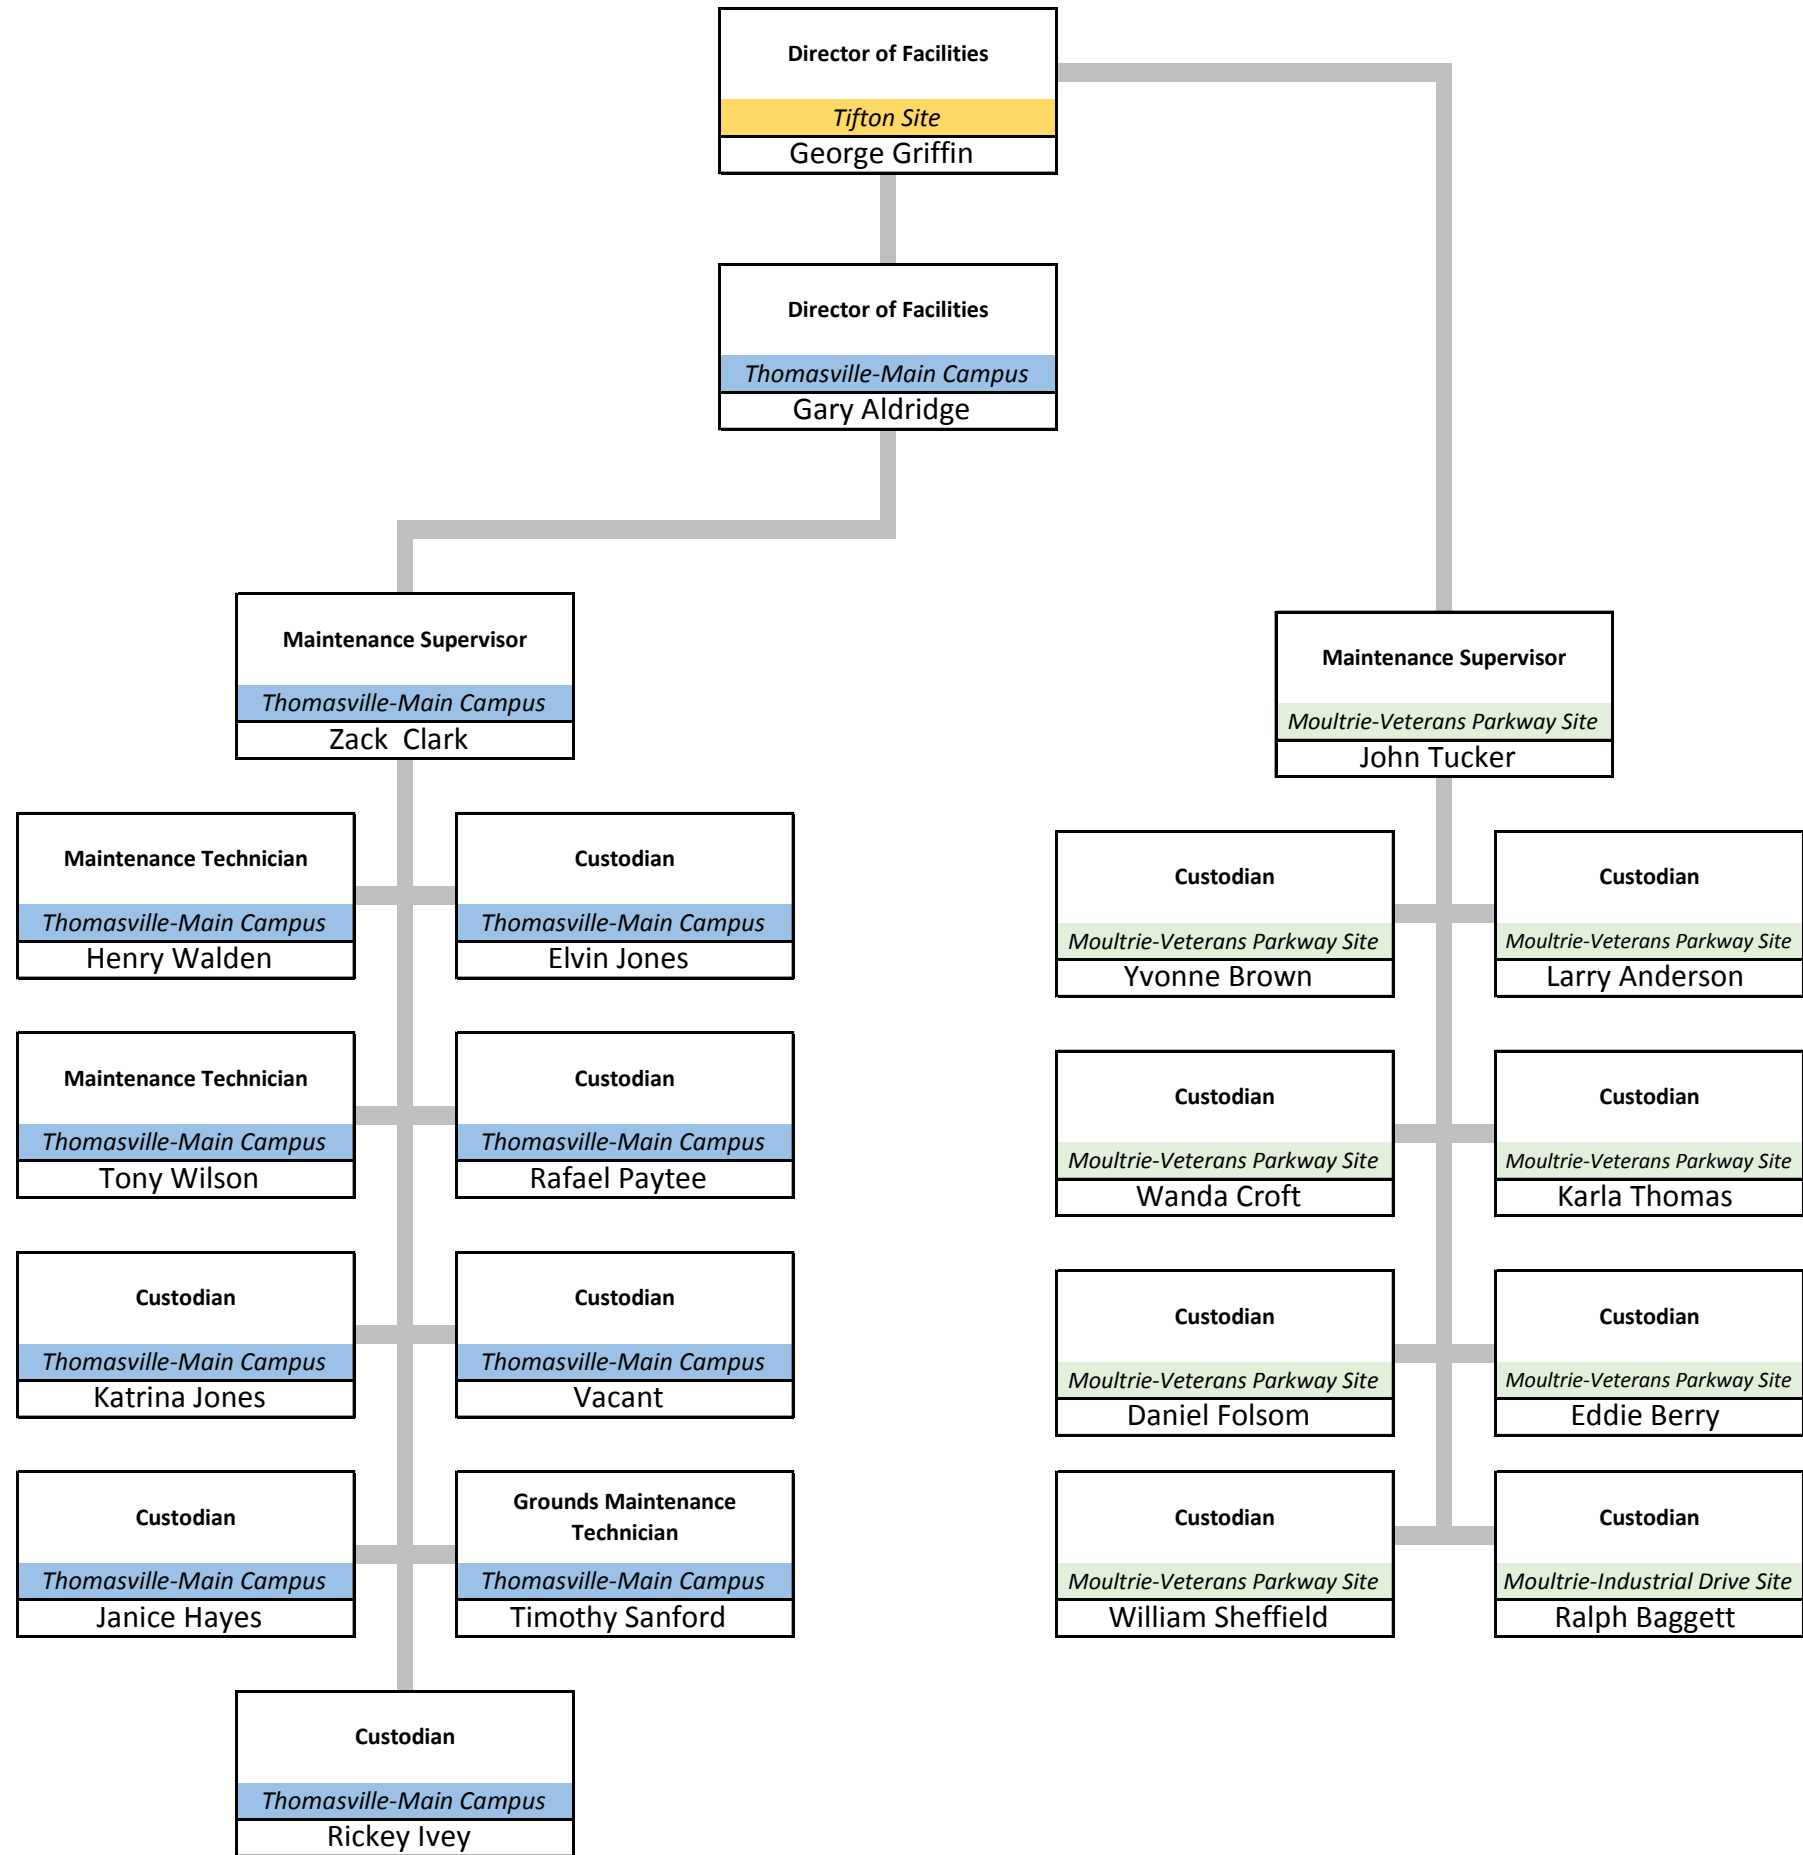 Director of Facilities
Tifton Site
George Griffin
Director of Facilities
Thomasville-Main Campus
Gary Aldridge
Maintenance Supervisor
Thomasville-Main Campus
Zack  Clark
Maintenance Supervisor
Moultrie-Veterans Parkway Site
John Tucker
Maintenance Technician
Thomasville-Main Campus
Henry Walden
Custodian
Thomasville-Main Campus
Elvin Jones
Custodian
Moultrie-Veterans Parkway Site
Yvonne Brown
Custodian
Moultrie-Veterans Parkway Site
Larry Anderson
Maintenance Technician
Thomasville-Main Campus
Tony Wilson
Custodian
Thomasville-Main Campus
Rafael Paytee
Custodian
Moultrie-Veterans Parkway Site
Wanda Croft
Custodian
Moultrie-Veterans Parkway Site
Karla Thomas
Custodian
Thomasville-Main Campus
Katrina Jones
Custodian
Thomasville-Main Campus
Vacant
Custodian
Moultrie-Veterans Parkway Site
Daniel Folsom
Custodian
Moultrie-Veterans Parkway Site
Eddie Berry
Custodian
Thomasville-Main Campus
Janice Hayes
Grounds Maintenance
Technician
Thomasville-Main Campus
Timothy Sanford
Custodian
Moultrie-Veterans Parkway Site
William Sheffield
Custodian
Moultrie-Industrial Drive Site
Ralph Baggett
Custodian
Thomasville-Main Campus
Rickey Ivey